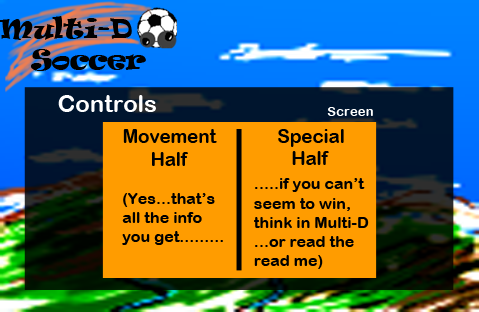 Multi-D
Soccer
Controls
Screen
Movement
Half
(Yes...that's
all the info
you get.........
Special
Half
.....if you can't
seem to win,
think in Multi-D
...or read the
read me)